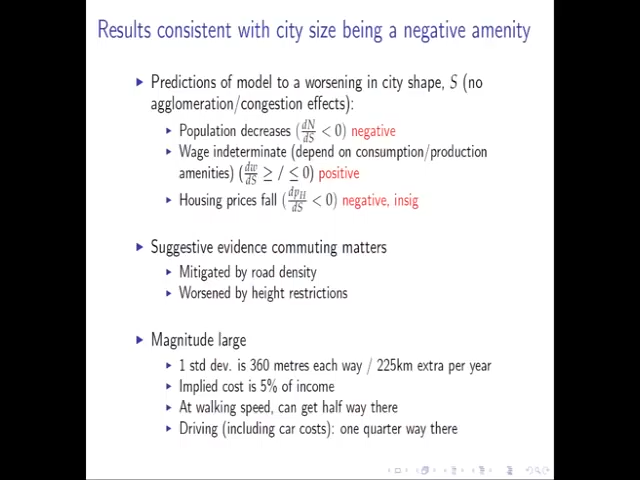 Results consistent with city size being a negative amenity
Predictions of model to a worsening in city shape, S (no
agglomeration/congestion effects):
Population decreases (dN/dS < 0) negative
Wage indeterminate (depend on consumption/production
amenities) (dw/dS ≥ / ≤ 0) positive
Housing prices fall (dp_H/dS < 0) negative, insig
Suggestive evidence commuting matters
Mitigated by road density
Worsened by height restrictions
Magnitude large
1 std dev. is 360 metres each way / 225km extra per year
Implied cost is 5% of income
At walking speed, can get half way there
Driving (including car costs): one quarter way there